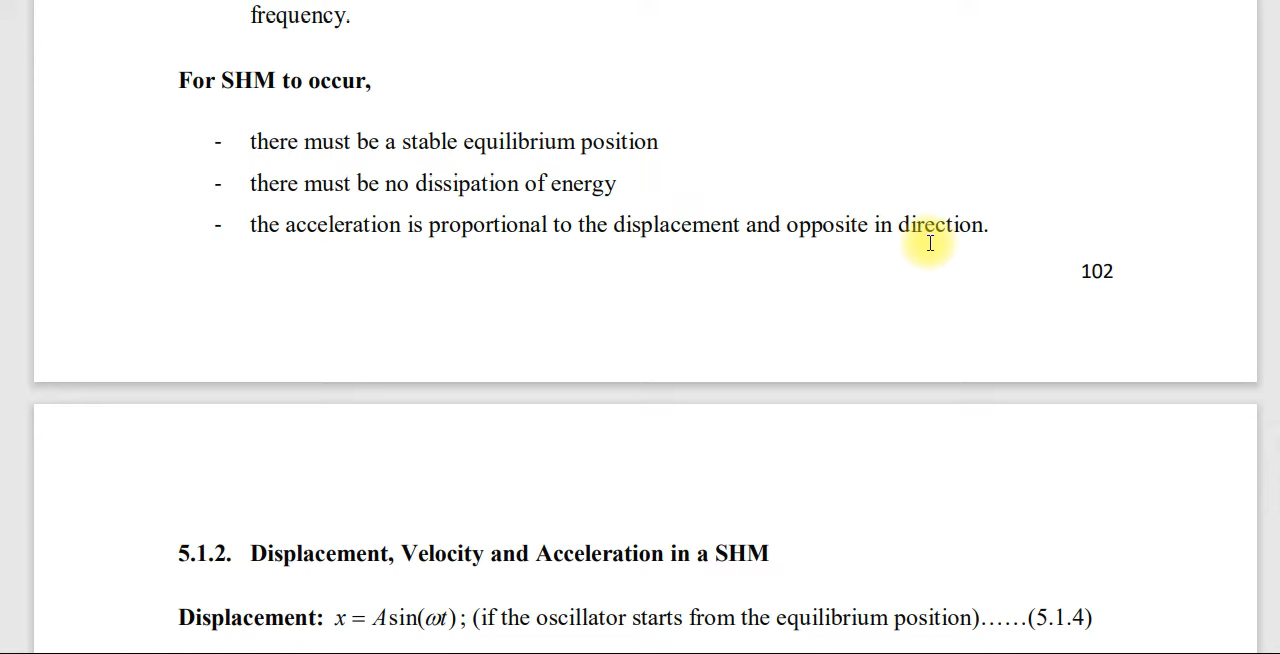 frequency.
For SHM to occur,
- there must be a stable equilibrium position
- there must be no dissipation of energy
- the acceleration is proportional to the displacement and opposite in direction.
102
5.1.2. Displacement, Velocity and Acceleration in a SHM
Displacement: x = Asin(ωt); (if the oscillator starts from the equilibrium position)……(5.1.4)